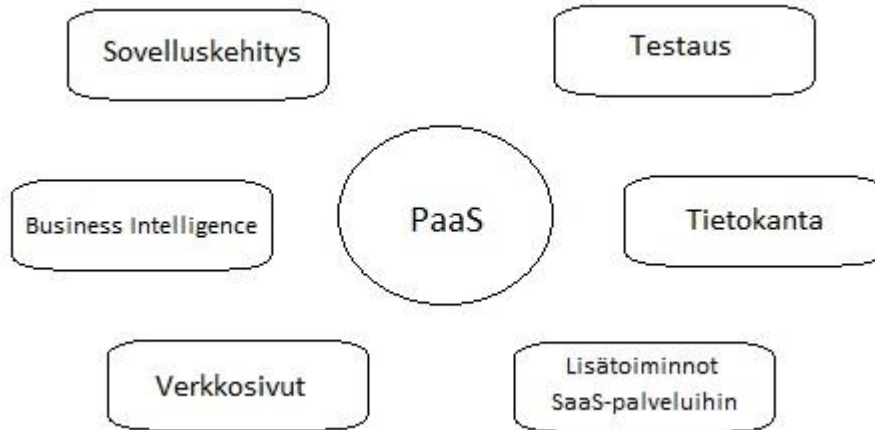 Sovelluskehitys
Testaus
Business Intelligence
PaaS
Tietokanta
Verkkosivut
Lisätoiminnot
SaaS-palveluihin